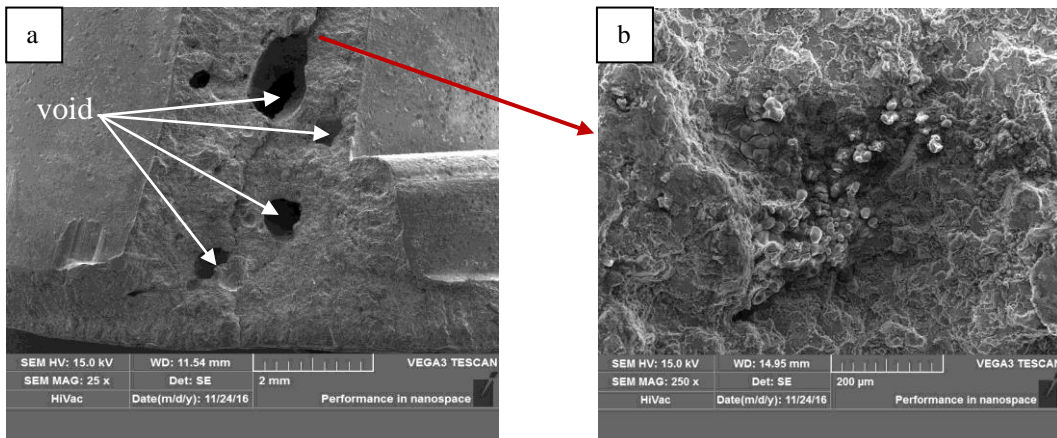 a
void
SEM HV: 15.0 kV WD: 11.54 mm VEGA3 TESCAN
SEM MAG: 25 x Det: SE 2 mm
HiVac Date(m/d/y): 11/24/16 Performance in nanospace
b
SEM HV: 15.0 kV WD: 14.95 mm VEGA3 TESCAN
SEM MAG: 250 x Det: SE 200 µm
HiVac Date(m/d/y): 11/24/16 Performance in nanospace